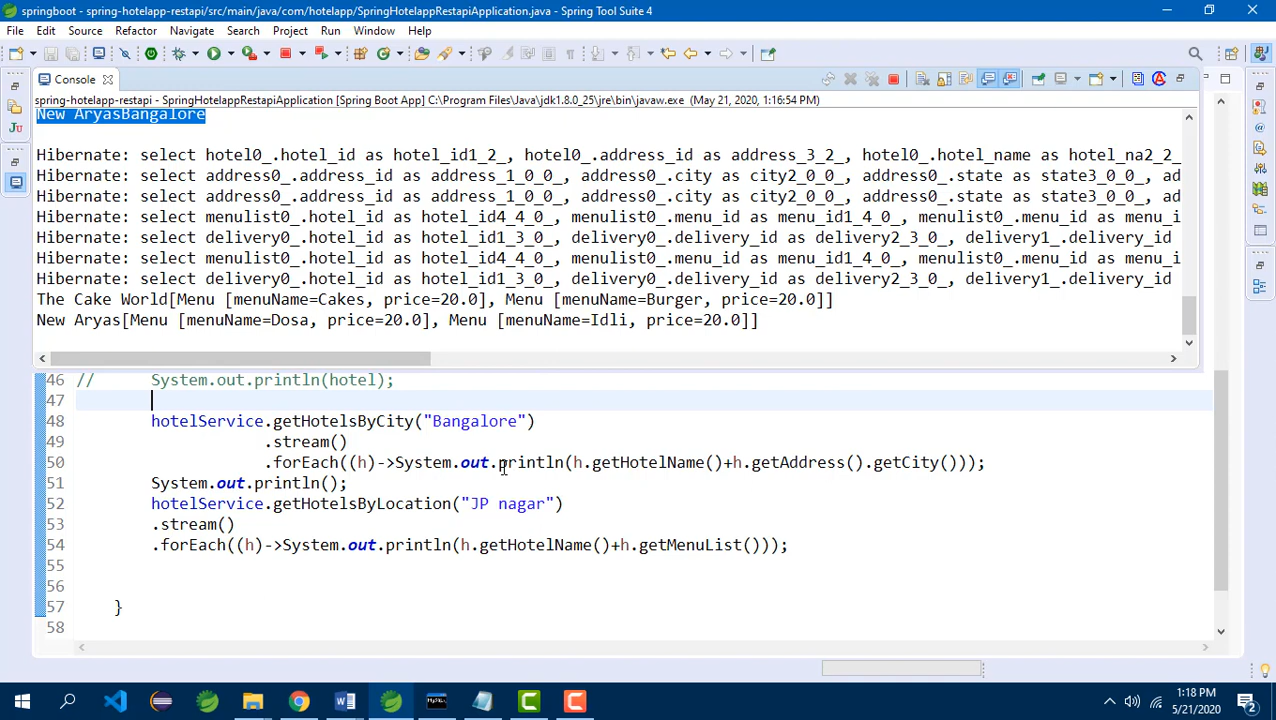 springboot - spring-hotelapp-restapi/src/main/java/com/hotelapp/SpringHotelappRestapiApplication.java - Spring Tool Suite 4
File Edit Source Refactor Navigate Search Project Run Window Help
Console
spring-hotelapp-restapi - SpringHotelappRestapiApplication [Spring Boot App] C:\Program Files\Java\jdk1.8.0_25\jre\bin\javaw.exe (May 21, 2020, 1:16:54 PM)
New AryasBangalore
Hibernate: select hotel0_.hotel_id as hotel_id1_2_, hotel0_.address_id as address_3_2_, hotel0_.hotel_name as hotel_na2_2_
Hibernate: select address0_.address_id as address_1_0_0_, address0_.city as city2_0_0_, address0_.state as state3_0_0_, ad
Hibernate: select address0_.address_id as address_1_0_0_, address0_.city as city2_0_0_, address0_.state as state3_0_0_, ad
Hibernate: select menulist0_.hotel_id as hotel_id4_4_0_, menulist0_.menu_id as menu_id1_4_0_, menulist0_.menu_id as menu_i
Hibernate: select delivery0_.hotel_id as hotel_id1_3_0_, delivery0_.delivery_id as delivery2_3_0_, delivery1_.delivery_id
Hibernate: select menulist0_.hotel_id as hotel_id4_4_0_, menulist0_.menu_id as menu_id1_4_0_, menulist0_.menu_id as menu_i
Hibernate: select delivery0_.hotel_id as hotel_id1_3_0_, delivery0_.delivery_id as delivery2_3_0_, delivery1_.delivery_id
The Cake World[Menu [menuName=Cakes, price=20.0], Menu [menuName=Burger, price=20.0]]
New Aryas[Menu [menuName=Dosa, price=20.0], Menu [menuName=Idli, price=20.0]]
46 // System.out.println(hotel);
47
48 hotelService.getHotelsByCity("Bangalore")
49 .stream()
50 .forEach((h)->System.out.println(h.getHotelName()+h.getAddress().getCity()));
51 System.out.println();
52 hotelService.getHotelsByLocation("JP nagar")
53 .stream()
54 .forEach((h)->System.out.println(h.getHotelName()+h.getMenuList()));
55
56
57 }
58
1:18 PM
5/21/2020